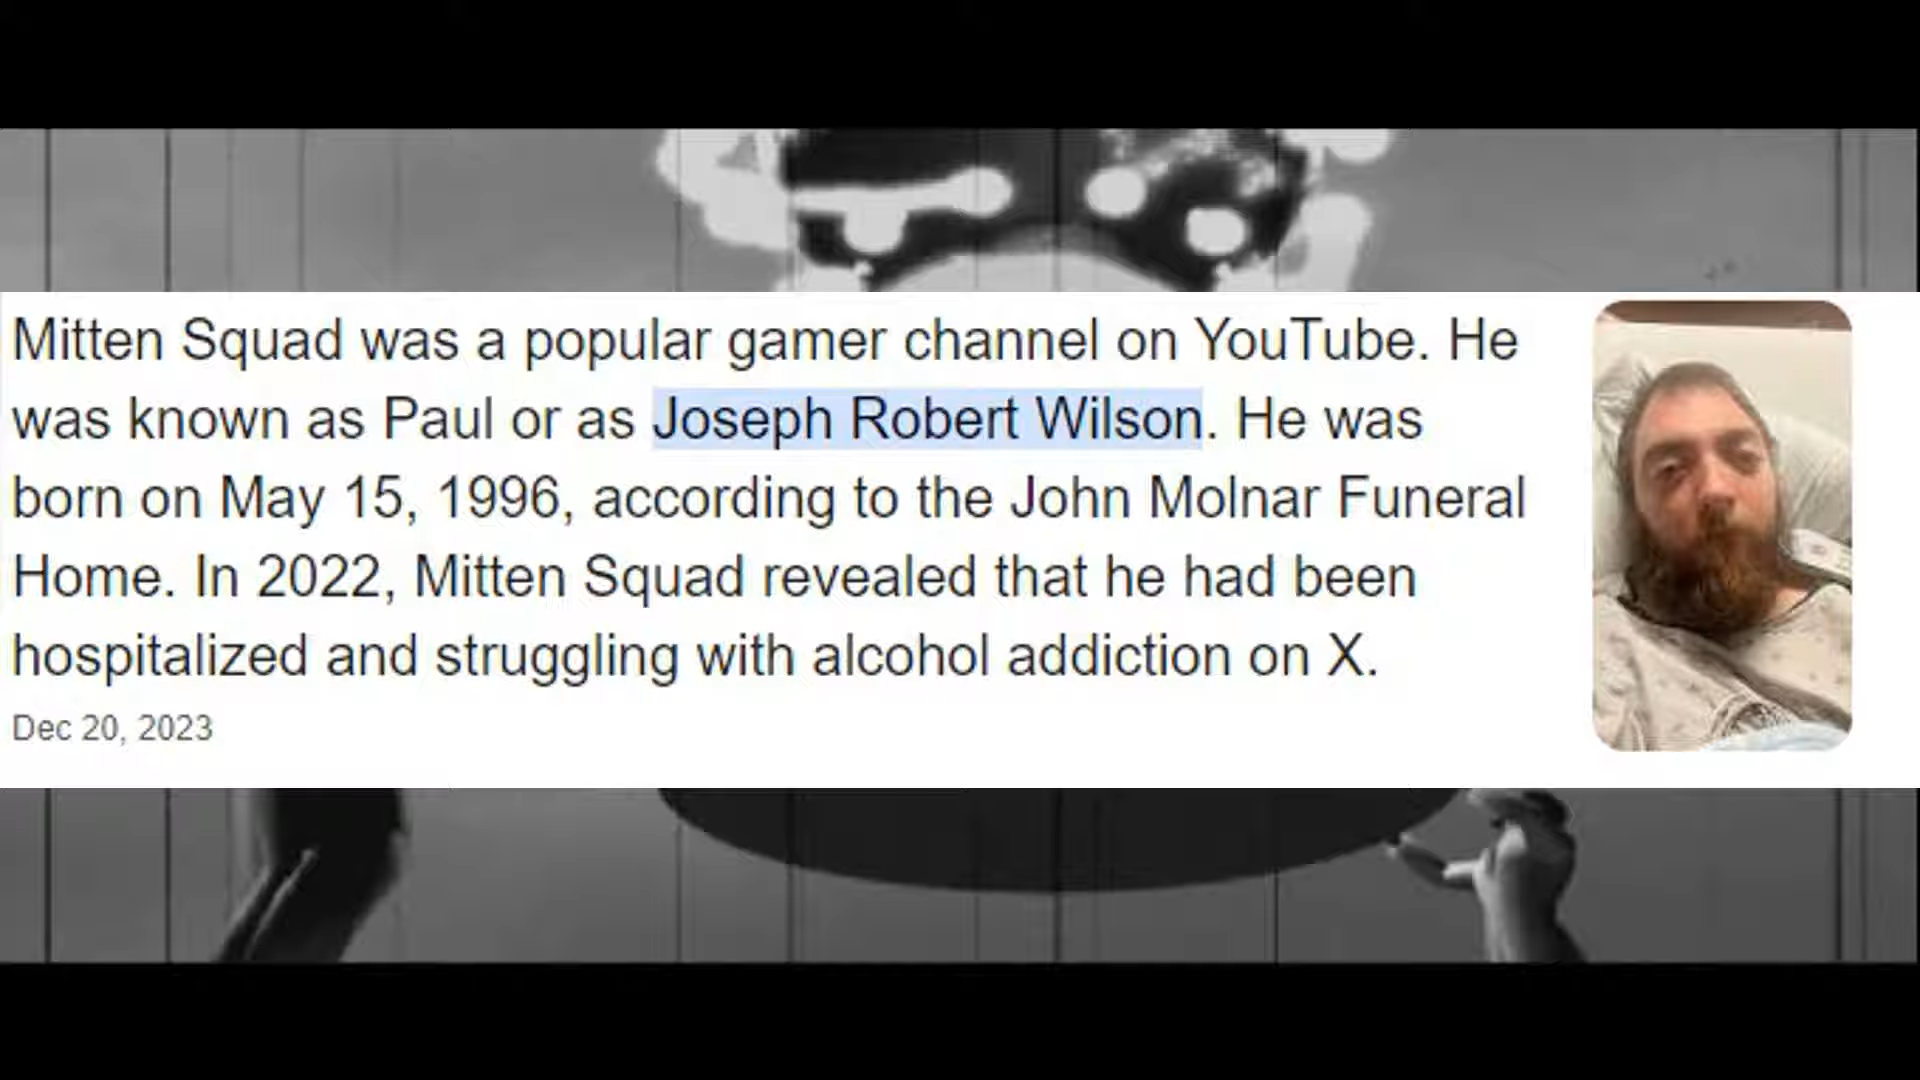 Mitten Squad was a popular gamer channel on YouTube. He
was known as Paul or as Joseph Robert Wilson. He was
born on May 15, 1996, according to the John Molnar Funeral
Home. In 2022, Mitten Squad revealed that he had been
hospitalized and struggling with alcohol addiction on X.
Dec 20, 2023